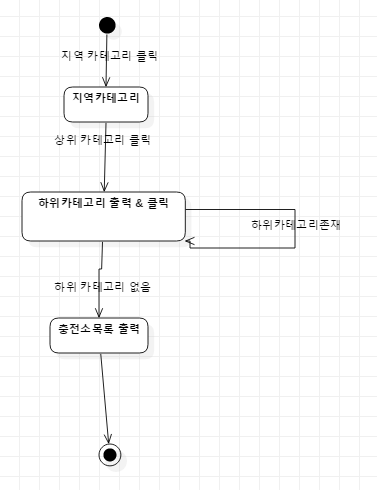 지역 카테고리 클릭
지역카테고리
상위 카테고리 클릭
하위카테고리 출력 & 클릭
하위카테고리존재
하위 카테고리 없음
충전소목록 출력